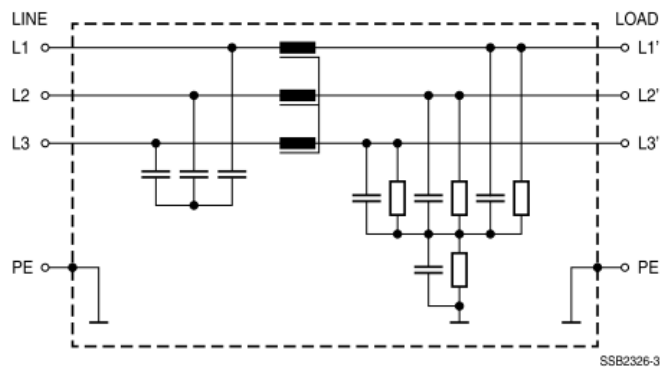 LINE LOAD
L1 L1'
L2 L2'
L3 L3'
PE PE
SSB2326-3